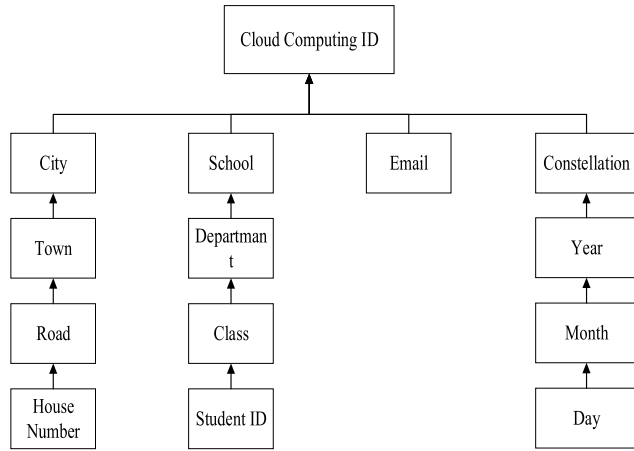 Cloud Computing ID
City
School
Email
Constellation
Town
Departman
t
Year
Road
Class
Month
House
Number
Student ID
Day